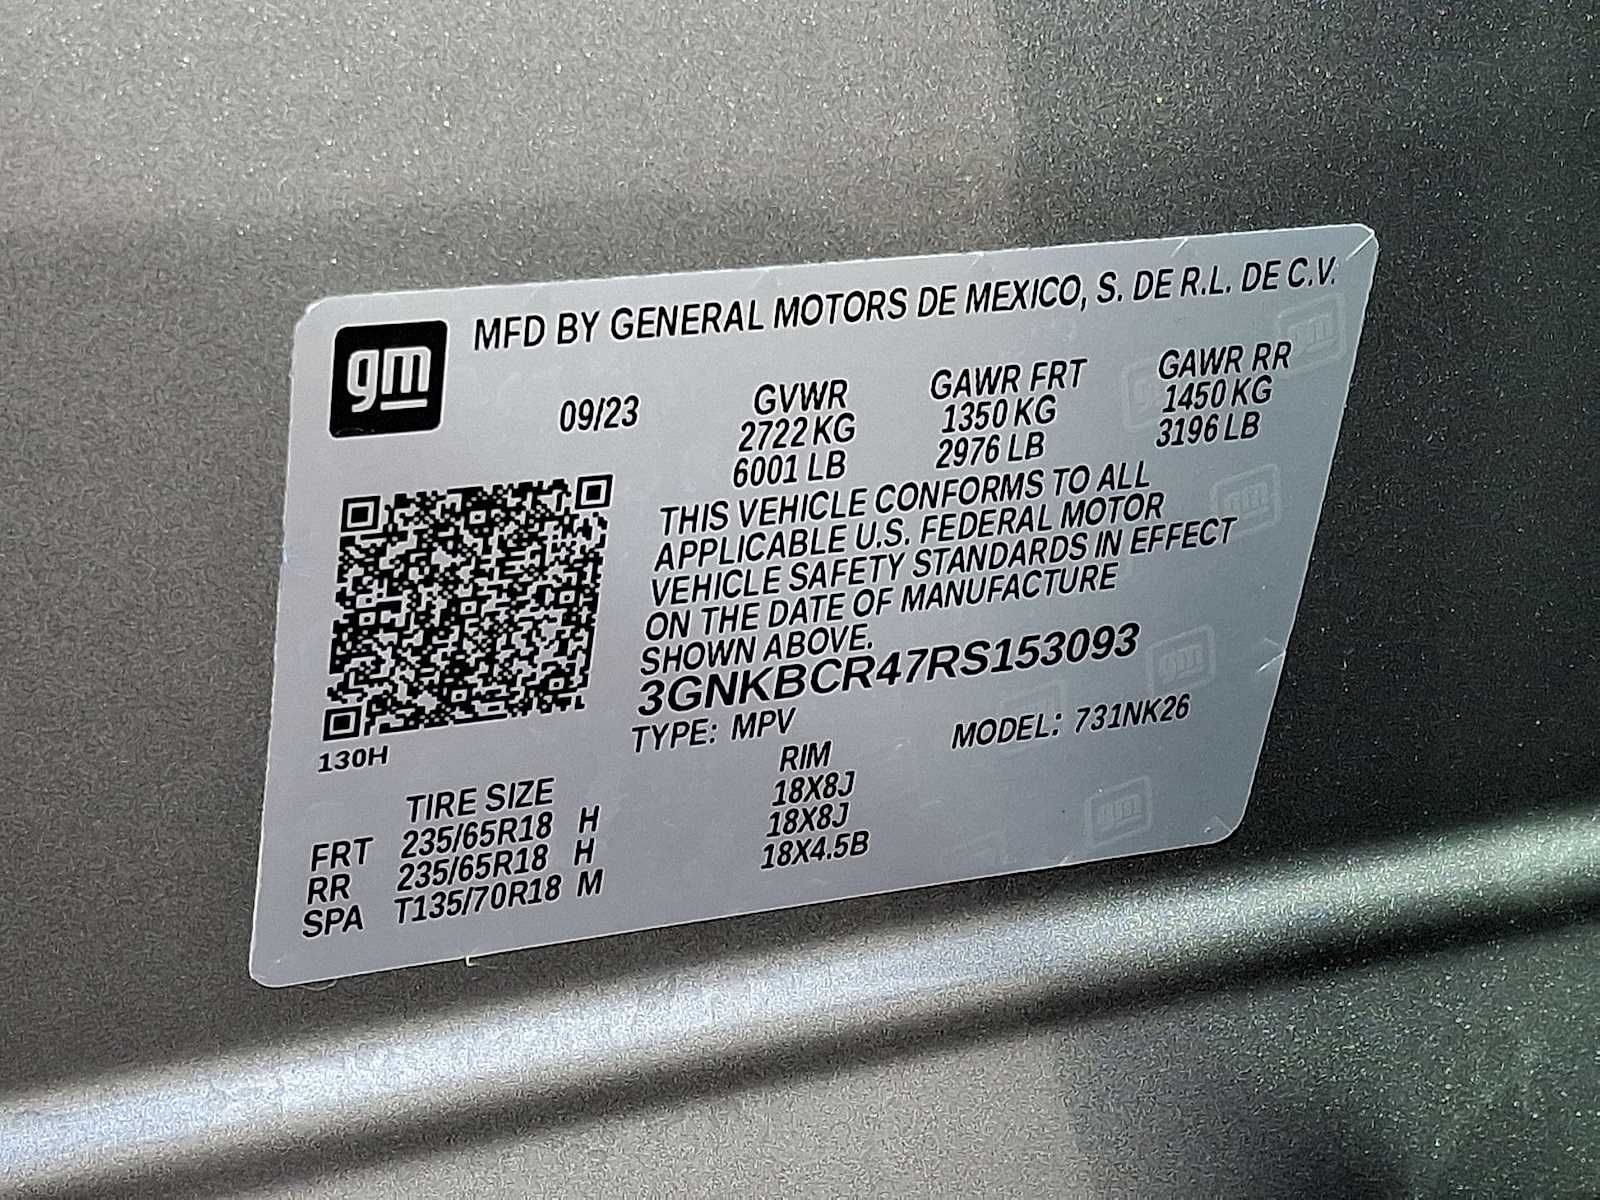 gm
MFD BY GENERAL MOTORS DE MEXICO, S. DE R.L. DE C.V.
09/23 GVWR GAWR FRT GAWR RR
2722 KG 1350 KG 1450 KG
6001 LB 2976 LB 3196 LB
THIS VEHICLE CONFORMS TO ALL
APPLICABLE U.S. FEDERAL MOTOR
VEHICLE SAFETY STANDARDS IN EFFECT
ON THE DATE OF MANUFACTURE
SHOWN ABOVE.
3GNKBCR47RS153093
TYPE: MPV MODEL: 731NK26
130H
TIRE SIZE RIM
FRT 235/65R18 H 18X8J
RR 235/65R18 H 18X8J
SPA T135/70R18 M 18X4.5B